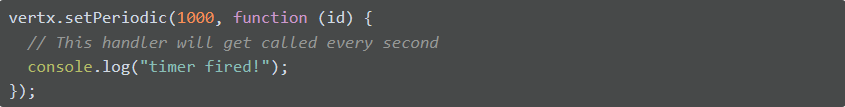 vertx.setPeriodic(1000, function (id) {
  // This handler will get called every second
  console.log("timer fired!");
});